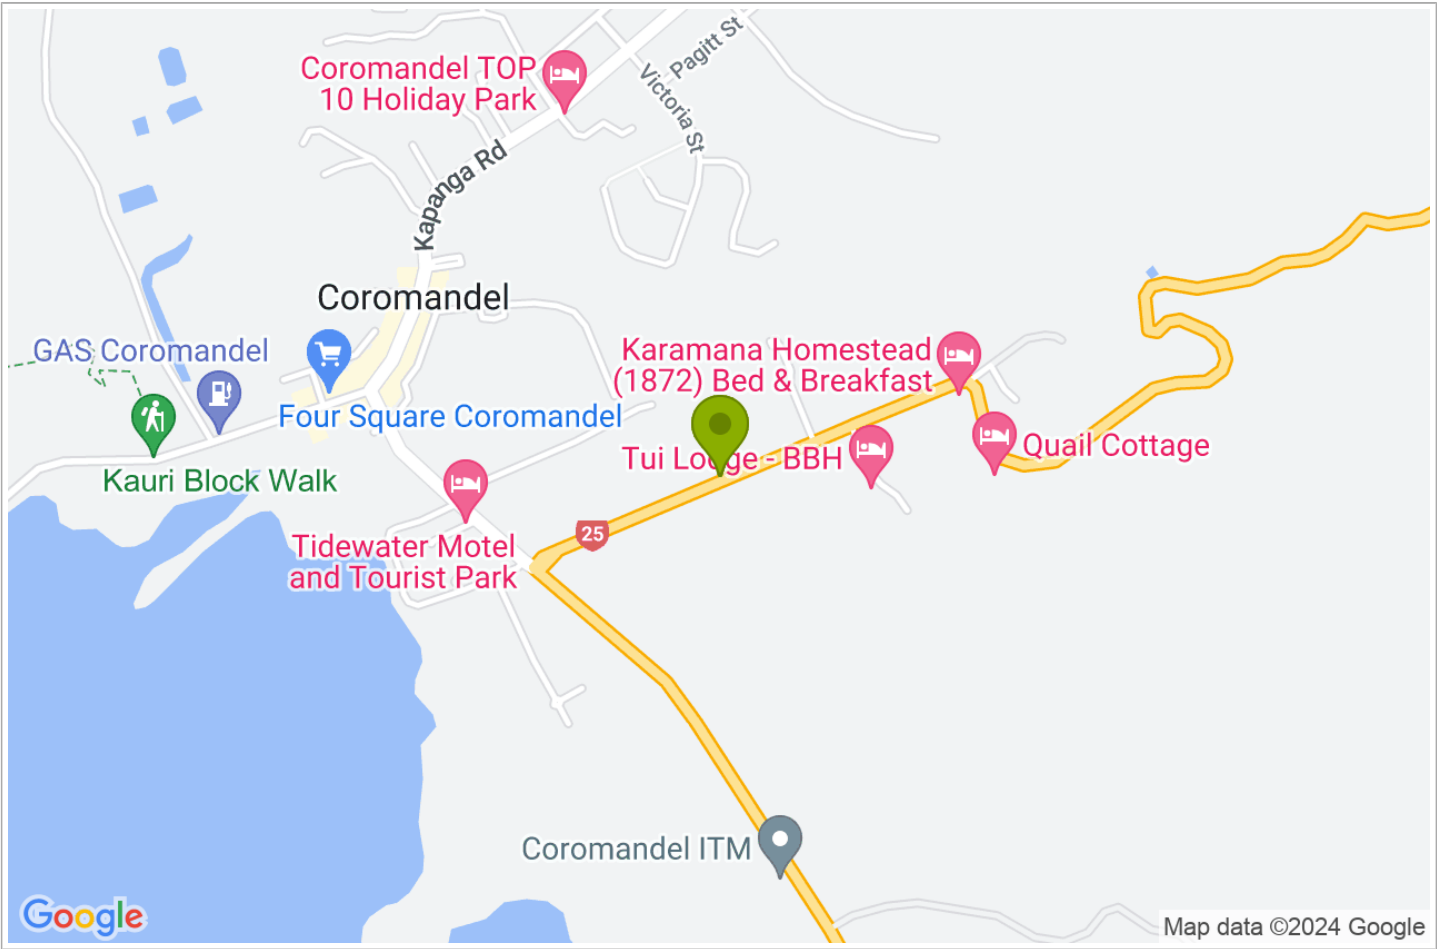 Coromandel TOP
10 Holiday Park
Pagitt St
Victoria St
Kapanga Rd
Coromandel
GAS Coromandel
Karamana Homestead
(1872) Bed & Breakfast
Four Square Coromandel
Tui Lodge - BBH
Quail Cottage
Kauri Block Walk
25
Tidewater Motel
and Tourist Park
Coromandel ITM
Google
Map data ©2024 Google